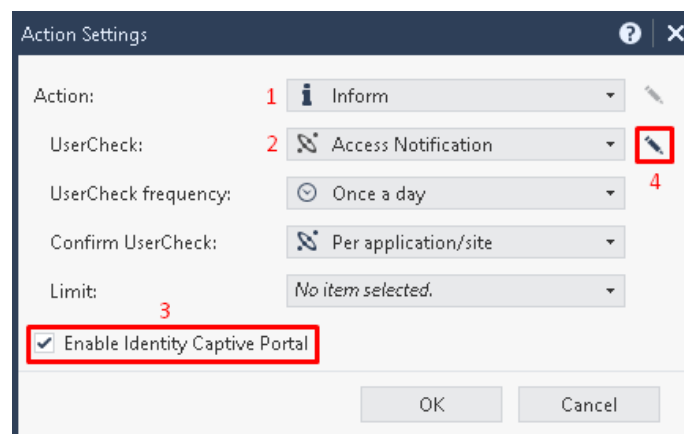 Action Settings
Action: 1 Inform
UserCheck: 2 Access Notification
4
UserCheck frequency: Once a day
Confirm UserCheck: Per application/site
Limit: No item selected.
3
Enable Identity Captive Portal
OK Cancel